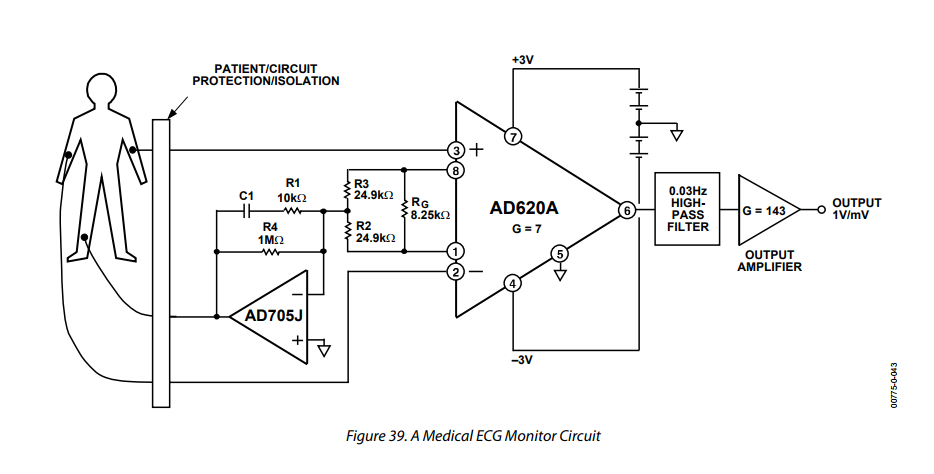 PATIENT/CIRCUIT
PROTECTION/ISOLATION
+3V
7
3
+
8
C1
R1
10kΩ
R3
24.9kΩ
RG
8.25kΩ
R4
1MΩ
R2
24.9kΩ
AD620A
G = 7
6
0.03Hz
HIGH-
PASS
FILTER
G = 143
OUTPUT
1V/mV
OUTPUT
AMPLIFIER
1
2
–
5
4
AD705J
–
+
–3V
00775-0-043
Figure 39. A Medical ECG Monitor Circuit